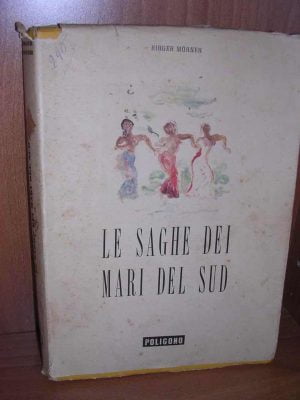 BIRGER MÖRNER
LE SAGHE DEI
MARI DEL SUD
POLIGONO